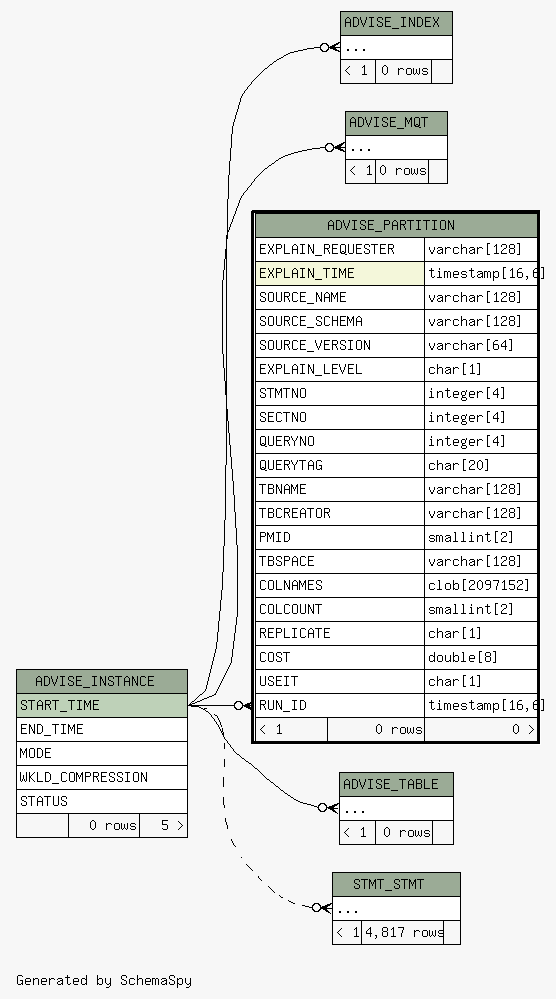 ADVISE_INDEX
...
< 1 0 rows
ADVISE_MQT
...
< 1 0 rows
ADVISE_PARTITION
EXPLAIN_REQUESTER varchar[128]
EXPLAIN_TIME timestamp[16,6]
SOURCE_NAME varchar[128]
SOURCE_SCHEMA varchar[128]
SOURCE_VERSION varchar[64]
EXPLAIN_LEVEL char[1]
STMTNO integer[4]
SECTNO integer[4]
QUERYNO integer[4]
QUERYTAG char[20]
TBNAME varchar[128]
TBCREATOR varchar[128]
PMID smallint[2]
TBSPACE varchar[128]
COLNAMES clob[2097152]
COLCOUNT smallint[2]
REPLICATE char[1]
COST double[8]
USEIT char[1]
RUN_ID timestamp[16,6]
< 1 0 rows 0 >
ADVISE_INSTANCE
START_TIME
END_TIME
MODE
WKLD_COMPRESSION
STATUS
0 rows 5 >
ADVISE_TABLE
...
< 1 0 rows
STMT_STMT
...
< 1 4,817 rows
Generated by SchemaSpy